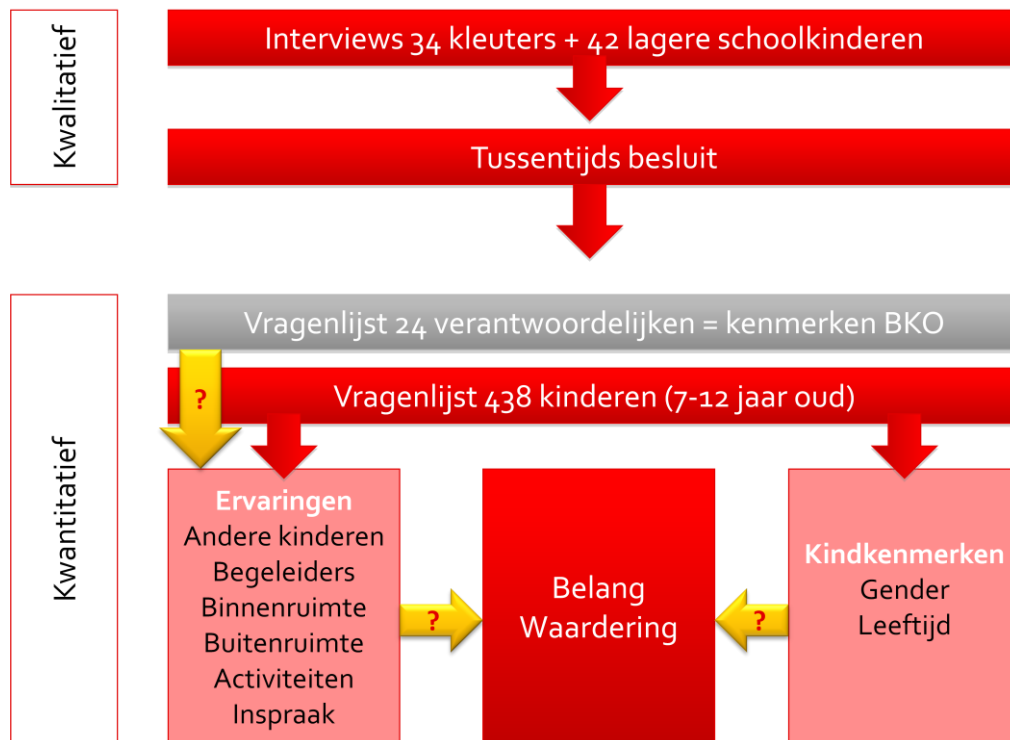 Kwalitatief
Interviews 34 kleuters + 42 lagere schoolkinderen
Tussentijds besluit
Kwantitatief
Vragenlijst 24 verantwoordelijken = kenmerken BKO
?
Vragenlijst 438 kinderen (7-12 jaar oud)
Ervaringen
Andere kinderen
Begeleiders
Binnenruimte
Buitenruimte
Activiteiten
Inspraak
?
Belang
Waardering
?
Kindkenmerken
Gender
Leeftijd